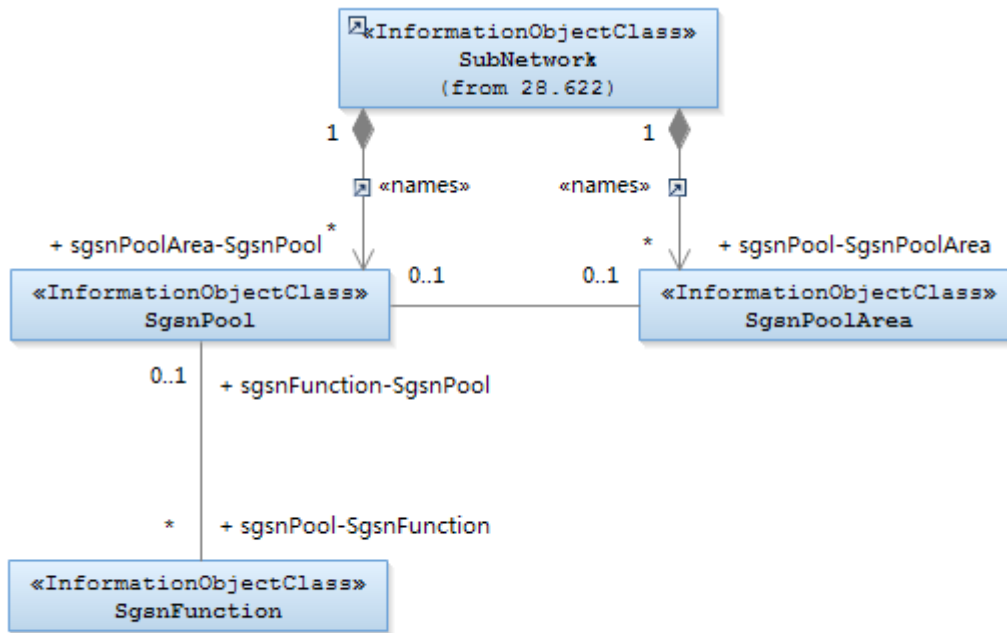 «InformationObjectClass»
SubNetwork
(from 28.622)
1
1
«names»
«names»
*
*
+ sgsnPoolArea-SgsnPool
+ sgsnPool-SgsnPoolArea
0..1
0..1
«InformationObjectClass»
SgsnPool
«InformationObjectClass»
SgsnPoolArea
0..1
+ sgsnFunction-SgsnPool
*
+ sgsnPool-SgsnFunction
«InformationObjectClass»
SgsnFunction